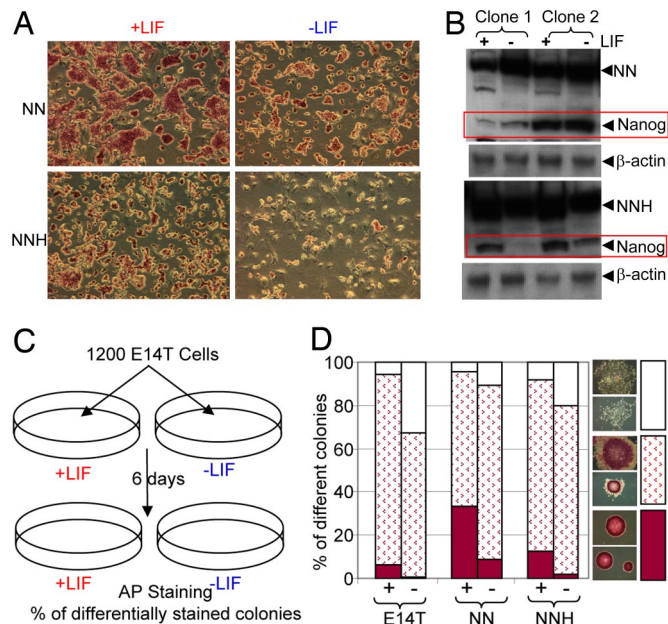 A
+LIF
-LIF
NN
NNH
B
Clone 1 Clone 2
+ - + - LIF
NN
Nanog
β-actin
NNH
Nanog
β-actin
C
1200 E14T Cells
+LIF
-LIF
6 days
+LIF
-LIF
AP Staining
% of differentially stained colonies
D
% of different colonies
100
80
60
40
20
0
+ - + - + -
E14T NN NNH